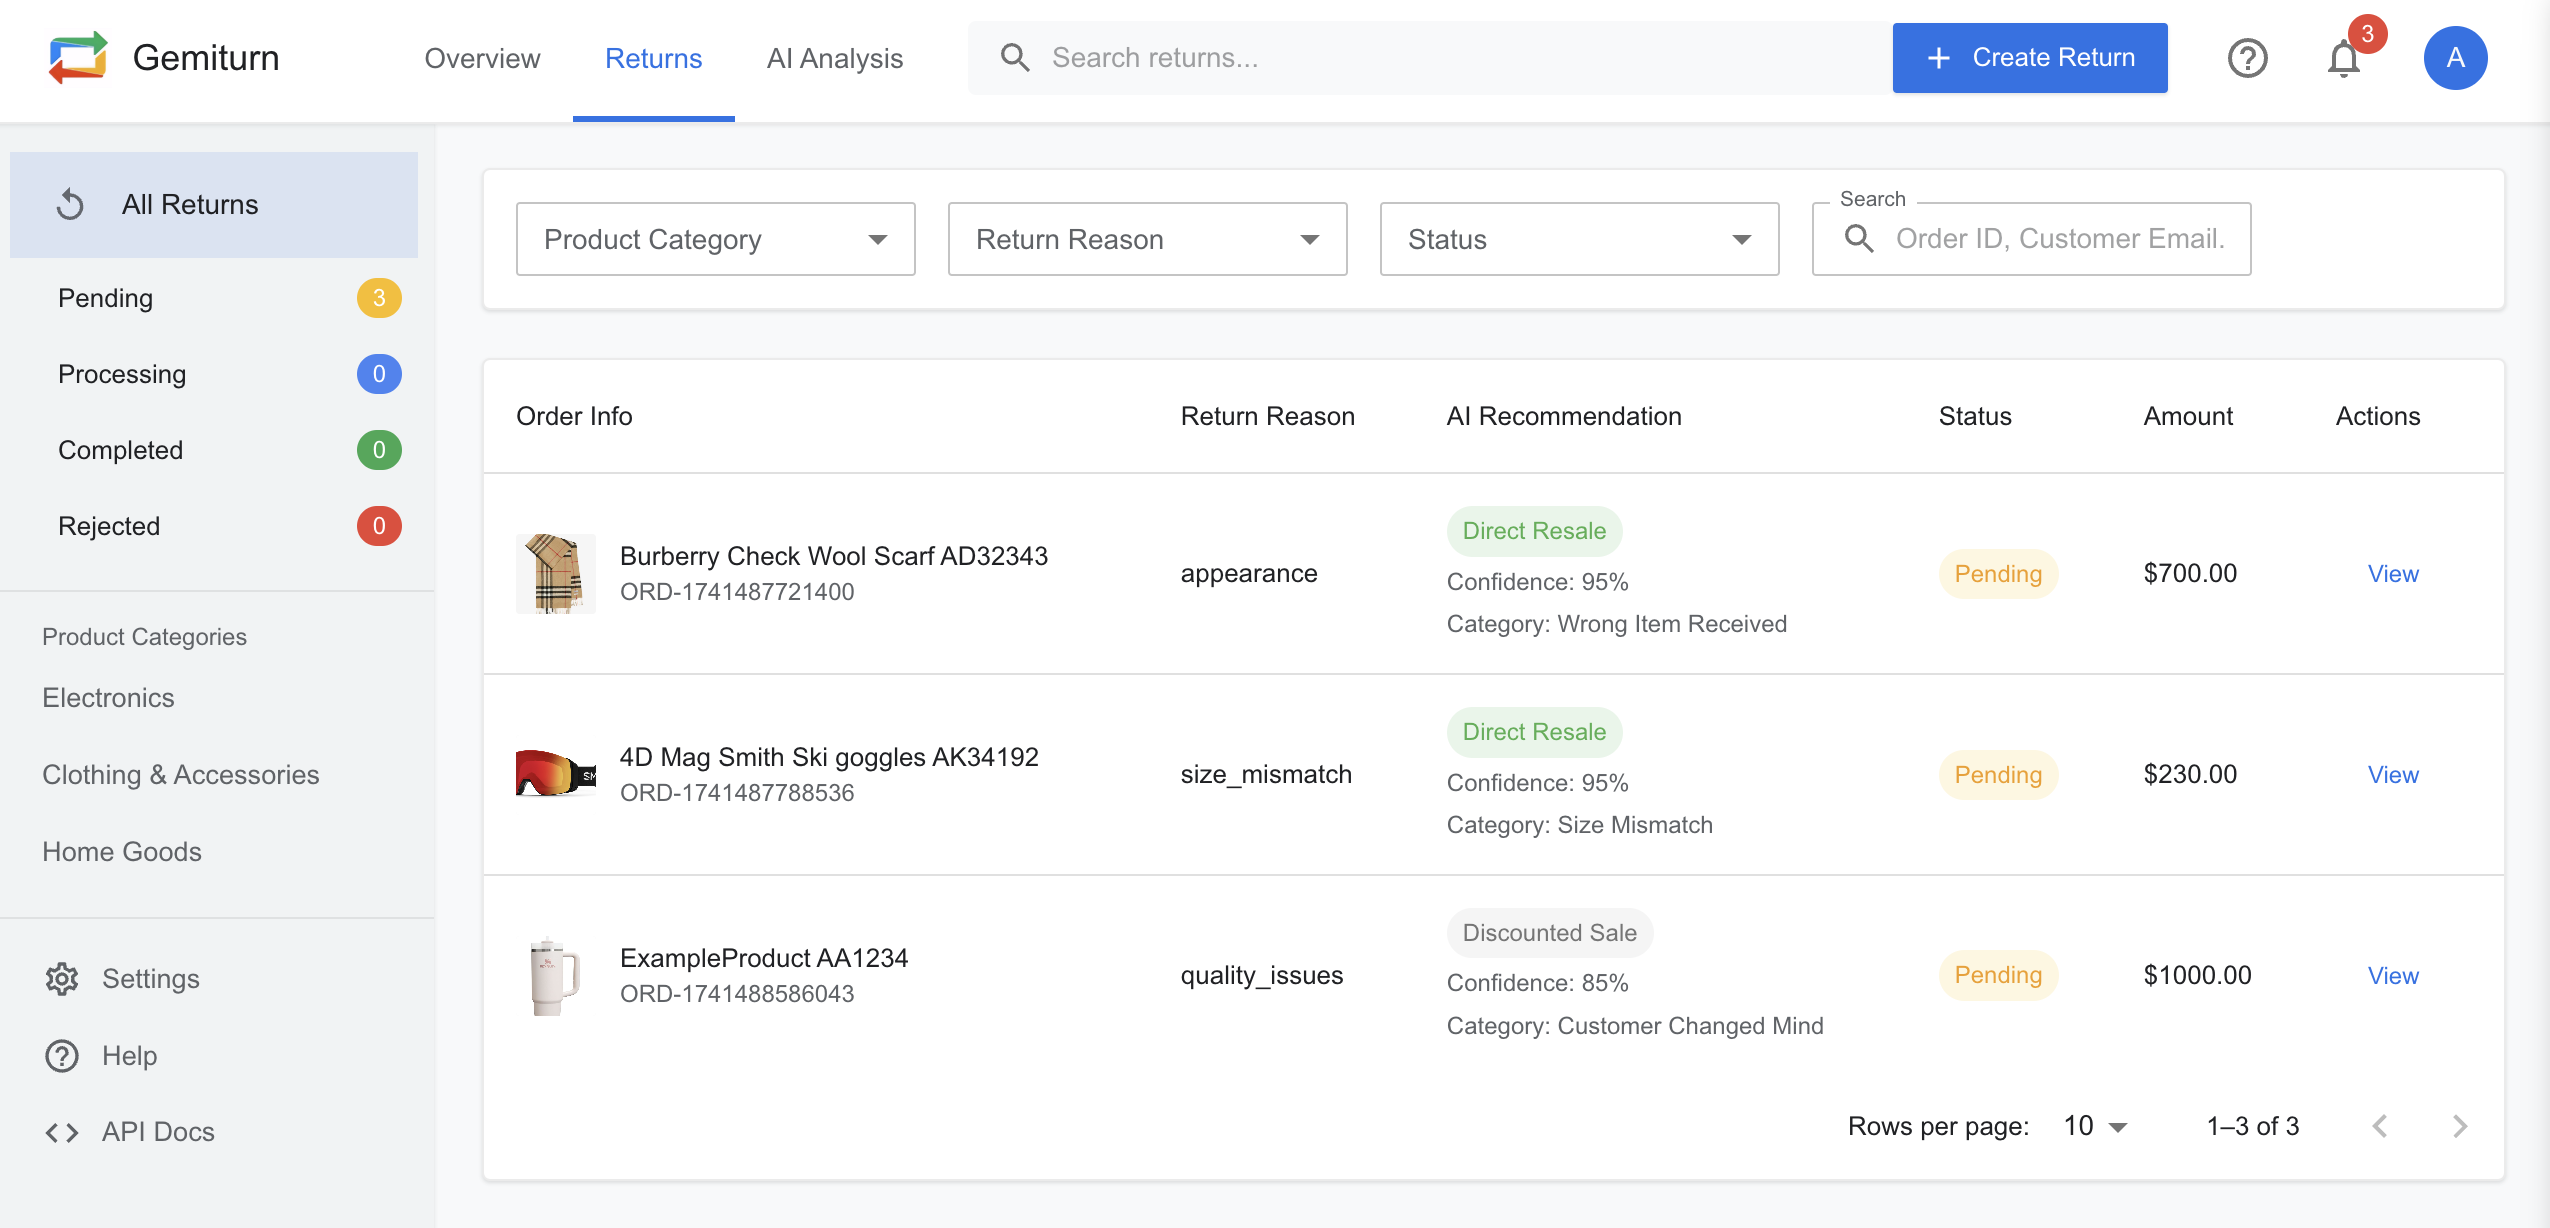 Gemiturn
Overview
Returns
AI Analysis
Search returns...
Create Return
3
A
All Returns
Pending
3
Processing
0
Completed
0
Rejected
0
Product Categories
Electronics
Clothing & Accessories
Home Goods
Settings
Help
API Docs
Product Category
Return Reason
Status
Search
Order ID, Customer Email.
Order Info
Return Reason
AI Recommendation
Status
Amount
Actions
Burberry Check Wool Scarf AD32343
ORD-1741487721400
appearance
Direct Resale
Confidence: 95%
Category: Wrong Item Received
Pending
$700.00
View
4D Mag Smith Ski goggles AK34192
ORD-1741487788536
size_mismatch
Direct Resale
Confidence: 95%
Category: Size Mismatch
Pending
$230.00
View
ExampleProduct AA1234
ORD-1741488586043
quality_issues
Discounted Sale
Confidence: 85%
Category: Customer Changed Mind
Pending
$1000.00
View
Rows per page:
10
1–3 of 3